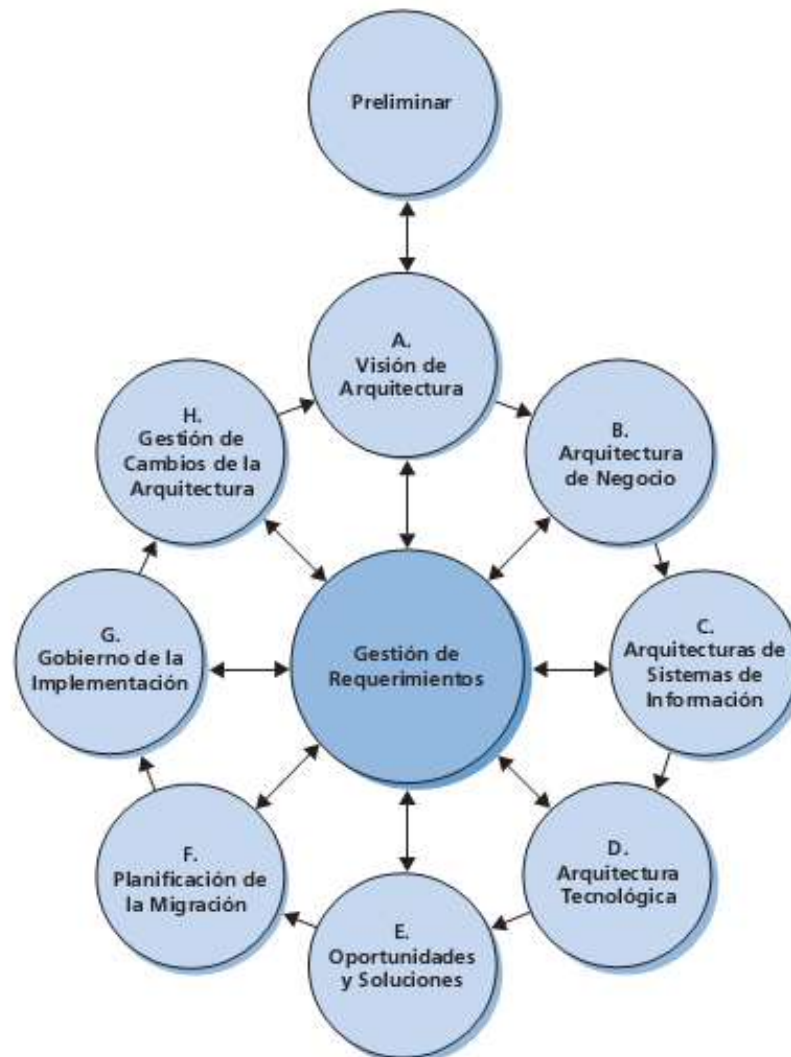 Preliminar
A.
Visión de
Arquitectura
B.
Arquitectura
de Negocio
C.
Arquitecturas de
Sistemas de
Información
D.
Arquitectura
Tecnológica
E.
Oportunidades
y Soluciones
F.
Planificación de
la Migración
G.
Gobierno de la
Implementación
H.
Gestión de
Cambios de la
Arquitectura
Gestión de
Requerimientos